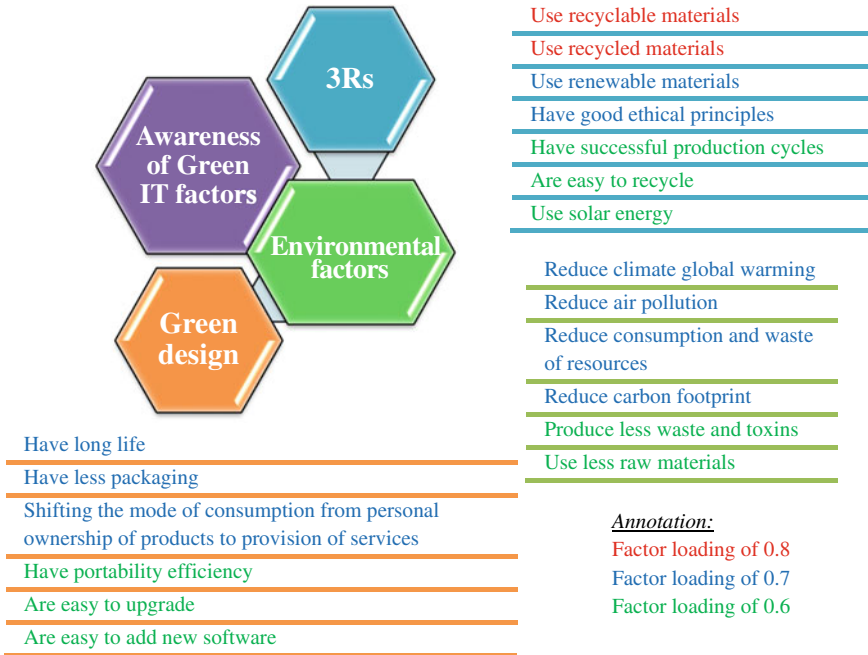 3Rs
Awareness
of Green
IT factors
Environmental
factors
Green
design
Use recyclable materials
Use recycled materials
Use renewable materials
Have good ethical principles
Have successful production cycles
Are easy to recycle
Use solar energy
Reduce climate global warming
Reduce air pollution
Reduce consumption and waste
of resources
Reduce carbon footprint
Produce less waste and toxins
Use less raw materials
Have long life
Have less packaging
Shifting the mode of consumption from personal
ownership of products to provision of services
Have portability efficiency
Are easy to upgrade
Are easy to add new software
Annotation:
Factor loading of 0.8
Factor loading of 0.7
Factor loading of 0.6